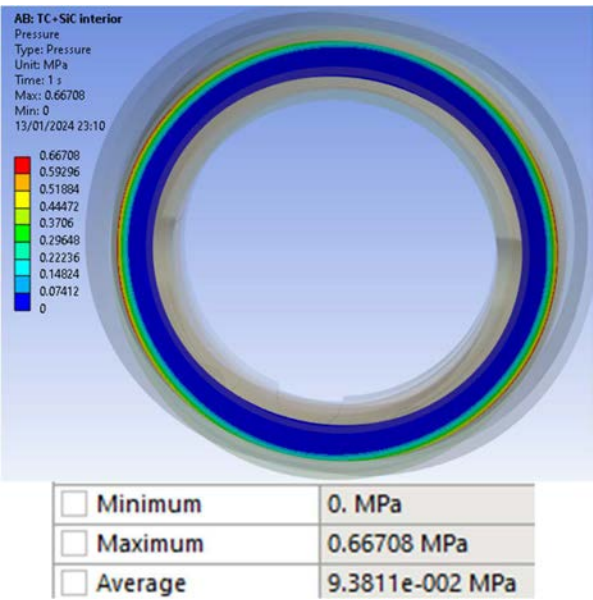 AB: TC+SiC interior
Pressure
Type: Pressure
Unit: MPa
Time: 1 s
Max: 0.66708
Min: 0
13/01/2024 23:10
0.66708
0.59296
0.51884
0.44472
0.3706
0.29648
0.22236
0.14824
0.07412
0
Minimum 0. MPa
Maximum 0.66708 MPa
Average 9.3811e-002 MPa